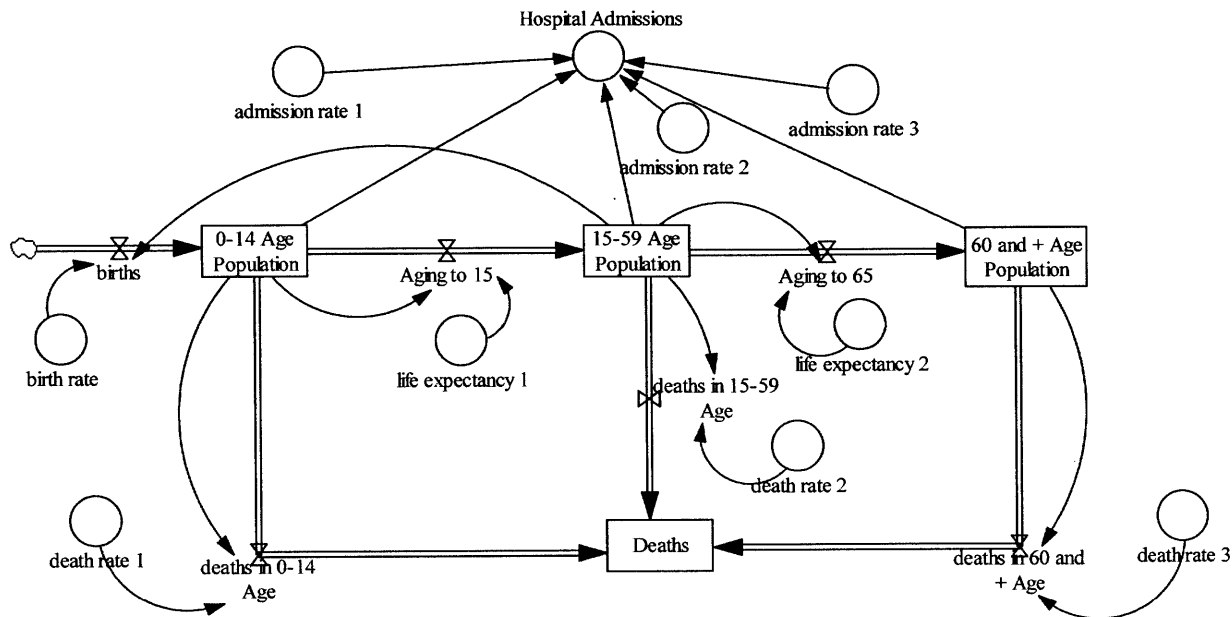 Hospital Admissions
admission rate 1
admission rate 3
admission rate 2
0-14 Age
Population
15-59 Age
Population
60 and + Age
Population
births
Aging to 15
Aging to 65
birth rate
life expectancy 1
life expectancy 2
deaths in 15-59
Age
death rate 2
death rate 1
deaths in 0-14
Age
Deaths
deaths in 60 and
+ Age
death rate 3